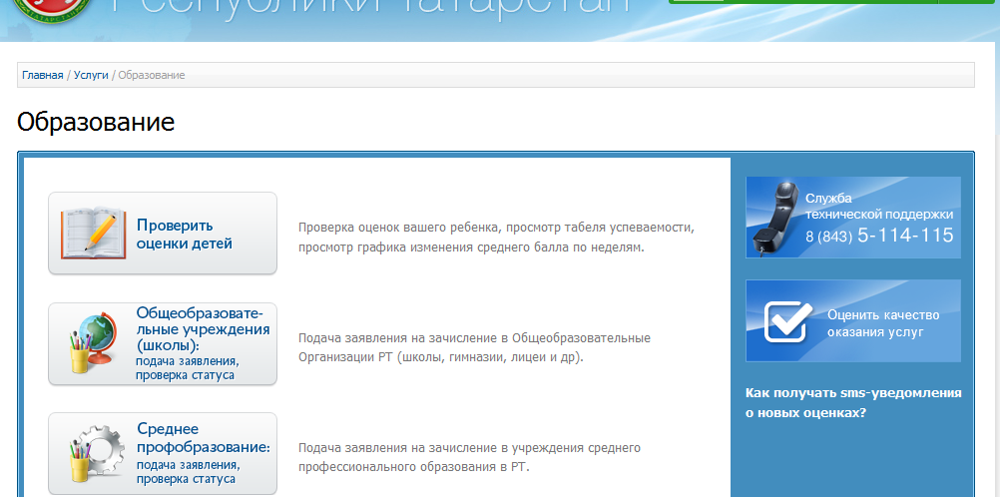 Республики Татарстан
Главная / Услуги / Образование
Образование
Проверить
оценки детей
Проверка оценок вашего ребенка, просмотр табеля успеваемости,
просмотр графика изменения среднего балла по неделям.
Общеобразовате-
льные учреждения
(школы):
подача заявления,
проверка статуса
Подача заявления на зачисление в Общеобразовательные
Организации РТ (школы, гимназии, лицеи и др).
Среднее
профобразование:
подача заявления,
проверка статуса
Подача заявления на зачисление в учреждения среднего
профессионального образования в РТ.
Служба
технической поддержки
8 (843) 5-114-115
Оценить качество
оказания услуг
Как получать sms-уведомления
о новых оценках?